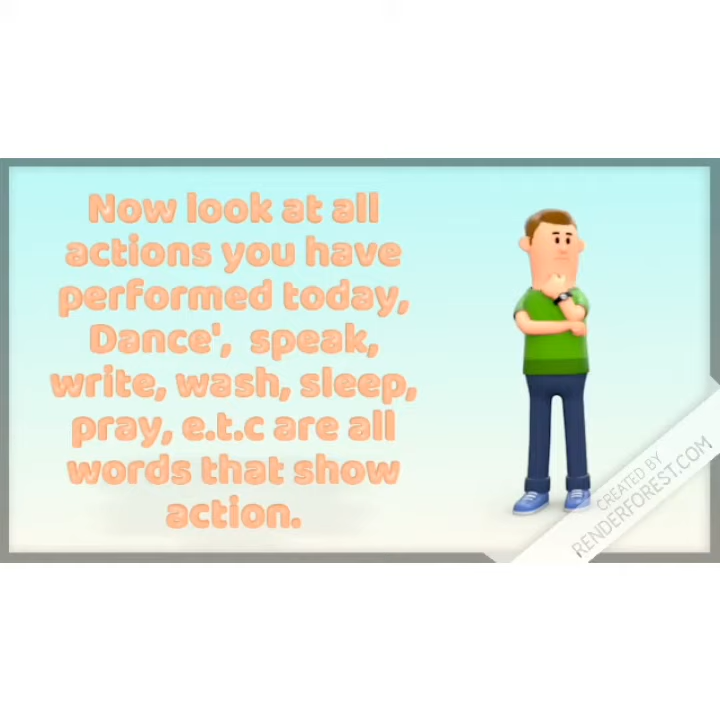 Now look at all
actions you have
performed today,
Dance',  speak,
write, wash, sleep,
pray, e.t.c are all
words that show
action.
CREATED BY
RENDERFOREST.COM